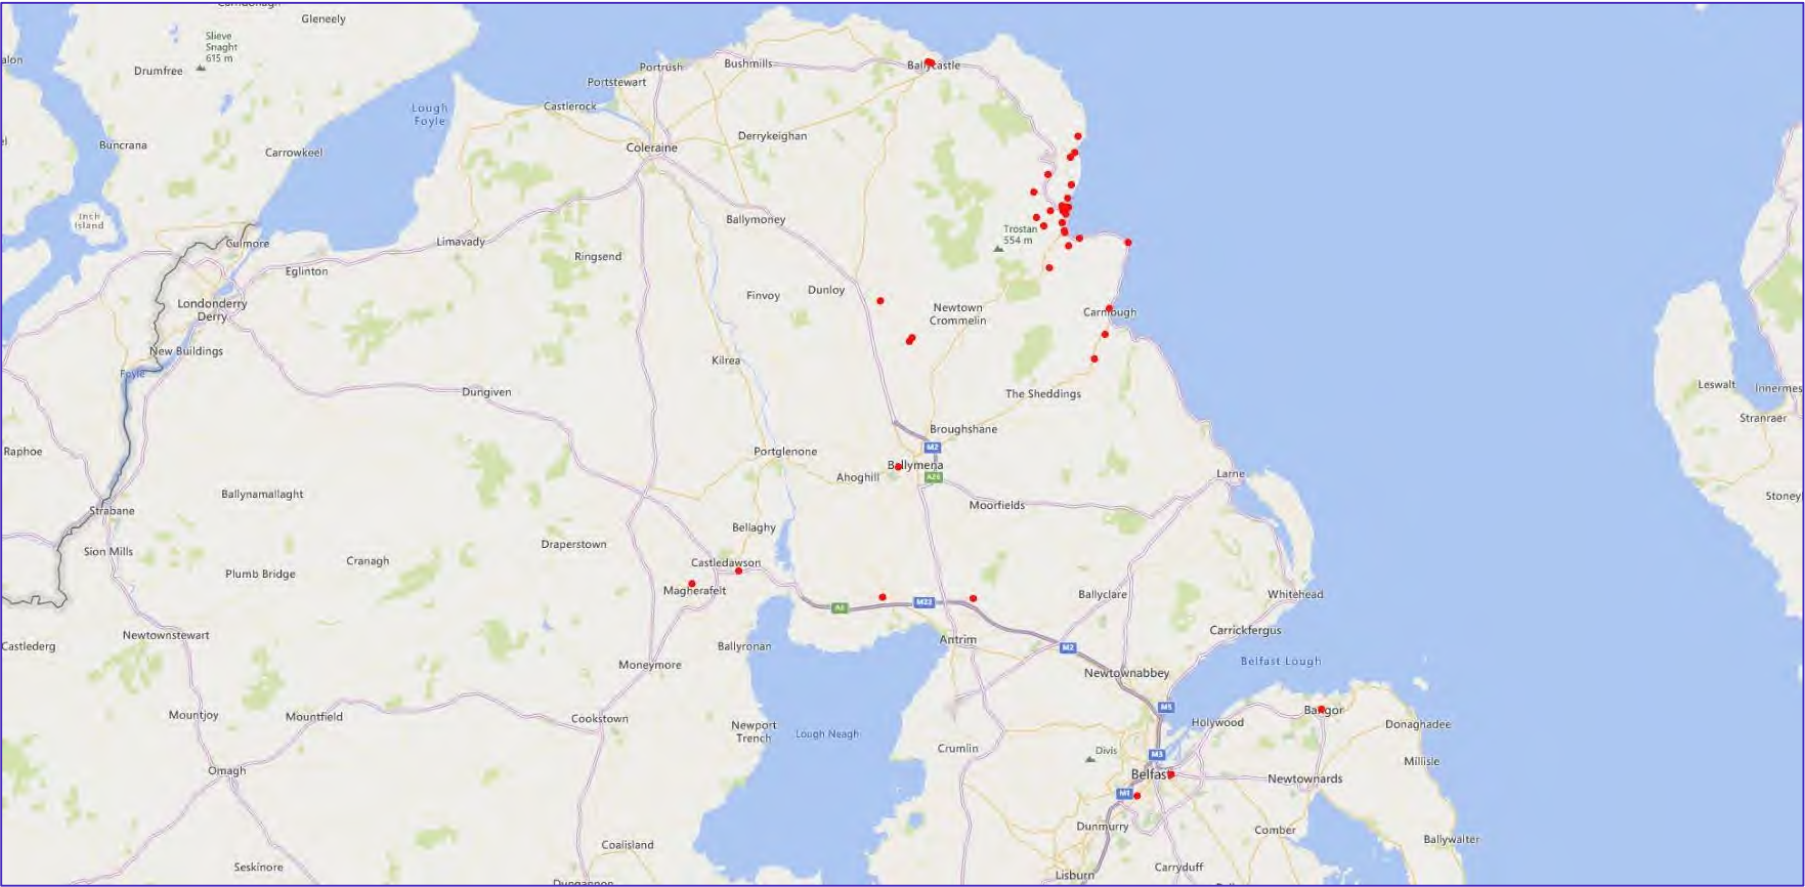 Gleneely
Slieve
Snaght
615 m
alon
Drumfree
Portrush
Bushmills
Ballycastle
Portstewart
Lough
Foyle
Castlerock
Derrykeighan
Buncrana
Carrowkeel
Coleraine
Inch
Island
Ballymoney
Culmore
Limavady
Trostan
554 m
Ringsend
Eglinton
Londonderry
Derry
Finvoy
Dunloy
Newtown
Crommelin
Carnlough
New Buildings
Kilrea
Foyle
Dungiven
The Sheddings
Leswalt
Innermes
Stranraer
Broughshane
M2
Raphoe
Portglenone
Ballymena
Ahoghill
A26
Larne
Ballynamallaght
Moorfields
Stoney
Strabane
Bellaghy
Sion Mills
Draperstown
Cranagh
Castledawson
Plumb Bridge
Magherafelt
Ballyclare
Whitehead
A6
M22
Newtownstewart
Carrickfergus
Castlederg
Ballyronan
Antrim
M2
Belfast Lough
Moneymore
Newtownabbey
Mountjoy
Mountfield
Cookstown
Newport
Trench
Lough Neagh
M5
Bangor
Holywood
Donaghadee
Crumlin
Divis
M3
Millisle
Omagh
Belfast
Newtownards
M1
Dunmurry
Comber
Ballywalter
Coalisland
Seskinore
Carryduff
Lisburn
Dungannon